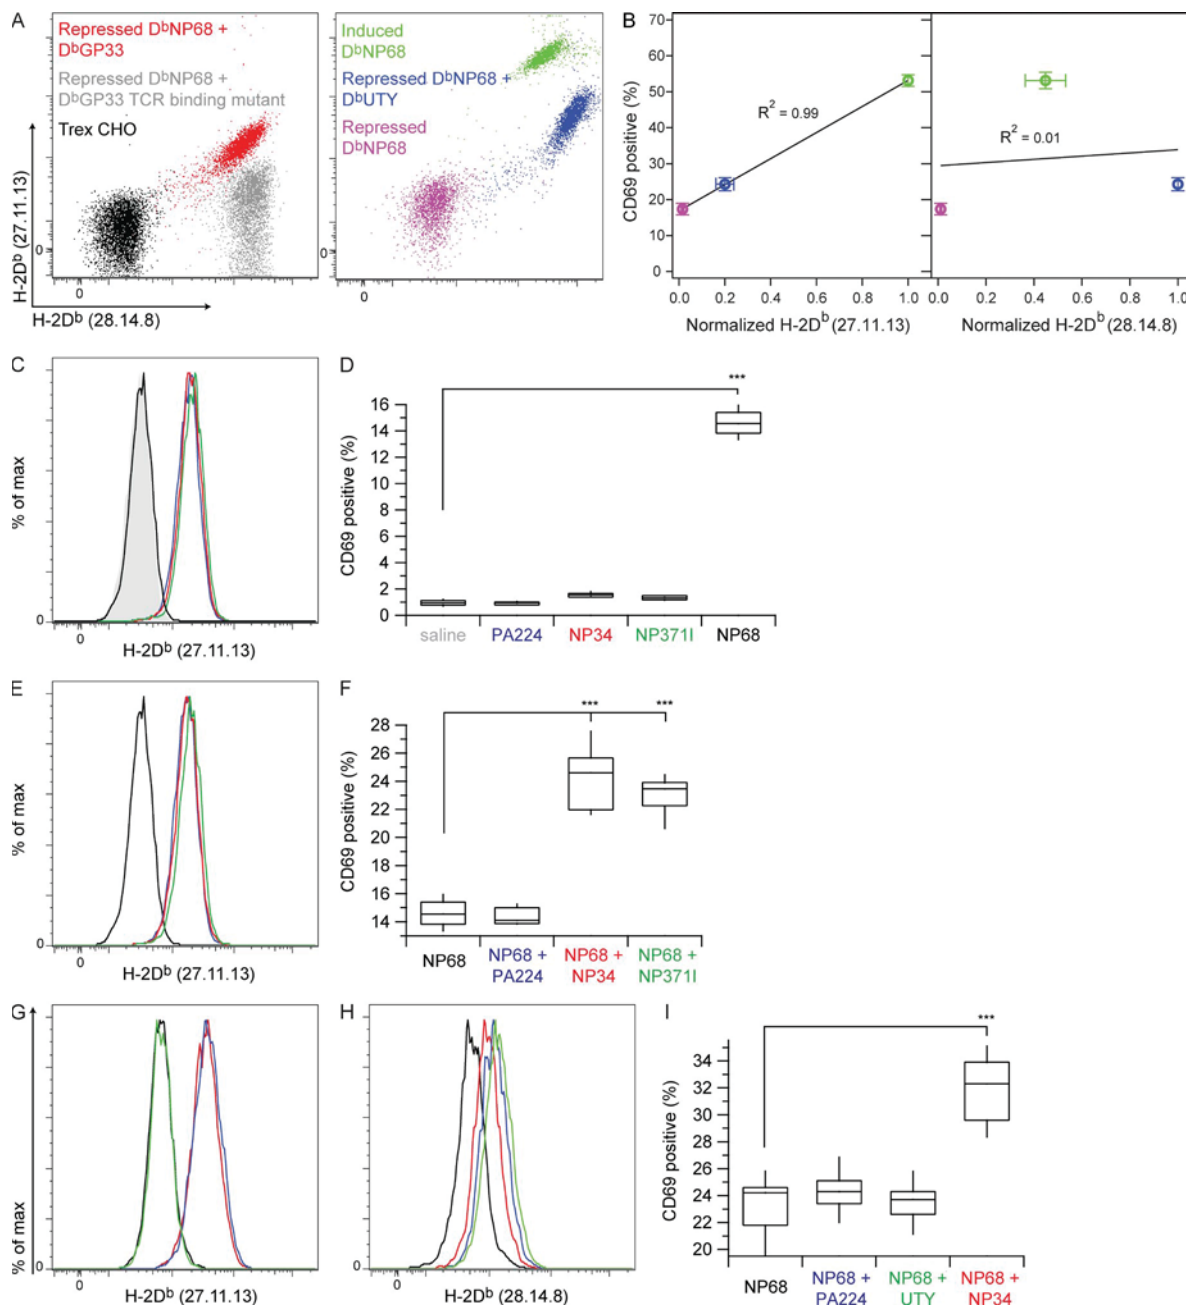 A
Repressed DᵇNP68 +
DᵇGP33
Repressed DᵇNP68 +
DᵇGP33 TCR binding mutant
Trex CHO
H-2Dᵇ (27.11.13)
0
0
H-2Dᵇ (28.14.8)
Induced
DᵇNP68
Repressed DᵇNP68 +
DᵇUTY
Repressed
DᵇNP68
0
0
B
CD69 positive (%)
70
60
50
40
30
20
10
0
R² = 0.99
R² = 0.01
0.0 0.2 0.4 0.6 0.8 1.0
0.0 0.2 0.4 0.6 0.8 1.0
Normalized H-2Dᵇ (27.11.13)
Normalized H-2Dᵇ (28.14.8)
C
% of max
0
0
H-2Dᵇ (27.11.13)
D
CD69 positive (%)
16
14
12
10
8
6
4
2
0
***
saline PA224 NP34 NP371I NP68
E
% of max
0
0
H-2Dᵇ (27.11.13)
F
CD69 positive (%)
28
26
24
22
20
18
16
14
*** ***
NP68 NP68 + NP68 + NP68 +
PA224 NP34 NP371I
G
% of max
0
0
H-2Dᵇ (27.11.13)
H
0
H-2Dᵇ (28.14.8)
I
CD69 positive (%)
34
32
30
28
26
24
22
20
***
NP68 NP68 + NP68 + NP68 +
PA224 UTY NP34